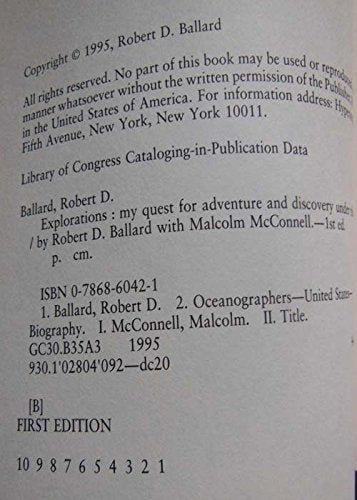 Copyright © 1995, Robert D. Ballard
All rights reserved. No part of this book may be used or
manner whatsoever without the written permission of the
in the United States of America. For information address:
Fifth Avenue, New York, New York 10011.
Library of Congress Cataloging-in-Publication Data
Ballard, Robert D.
Explorations : my quest for adventure and discovery
/ by Robert D. Ballard with Malcolm McConnell.—1st ed.
p. cm.
ISBN 0-7868-6042-1
1. Ballard, Robert D. 2. Oceanographers—United States-
Biography. I. McConnell, Malcolm. II. Title.
GC30.B35A3 1995
930.1'02804'092—dc20
[B]
FIRST EDITION
10 9 8 7 6 5 4 3 2 1